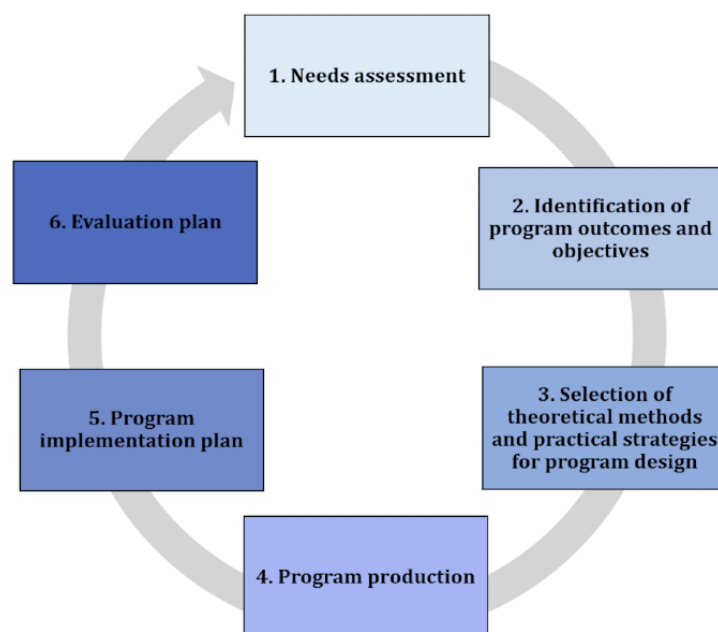 1. Needs assessment
2. Identification of
program outcomes and
objectives
3. Selection of
theoretical methods
and practical strategies
for program design
4. Program production
5. Program
implementation plan
6. Evaluation plan